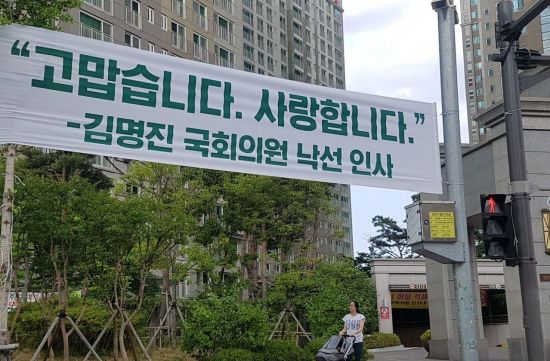 “고맙습니다. 사랑합니다.”
-김명진 국회의원 낙선 인사